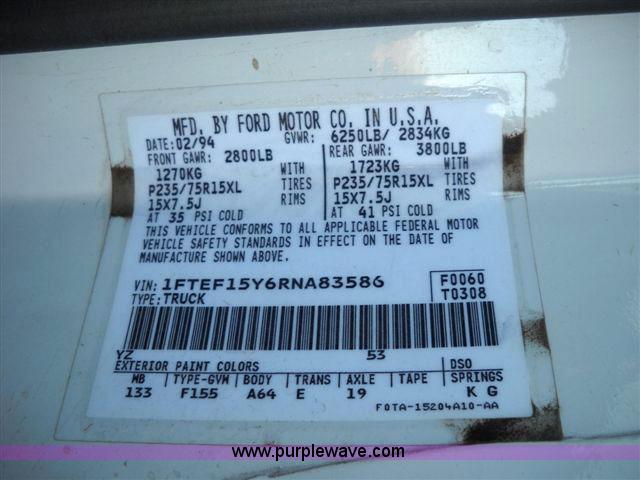 MFD. BY FORD MOTOR CO. IN U.S.A.
DATE: 02/94 GVWR: 6250LB/ 2834KG
FRONT GAWR: 2800LB REAR GAWR: 3800LB
1270KG WITH 1723KG WITH
P235/75R15XL TIRES P235/75R15XL TIRES
15X7.5J RIMS 15X7.5J RIMS
AT 35 PSI COLD AT 41 PSI COLD
THIS VEHICLE CONFORMS TO ALL APPLICABLE FEDERAL MOTOR
VEHICLE SAFETY STANDARDS IN EFFECT ON THE DATE OF
MANUFACTURE SHOWN ABOVE.
VIN: 1FTEF15Y6RNA83586 F0060
TYPE: TRUCK T0308
YZ 53
EXTERIOR PAINT COLORS DSO
WB TYPE-GVM BODY TRANS AXLE TAPE SPRINGS
133 F155 A64 E 19 K G
F0TA-15204A10-AA
www.purplewave.com